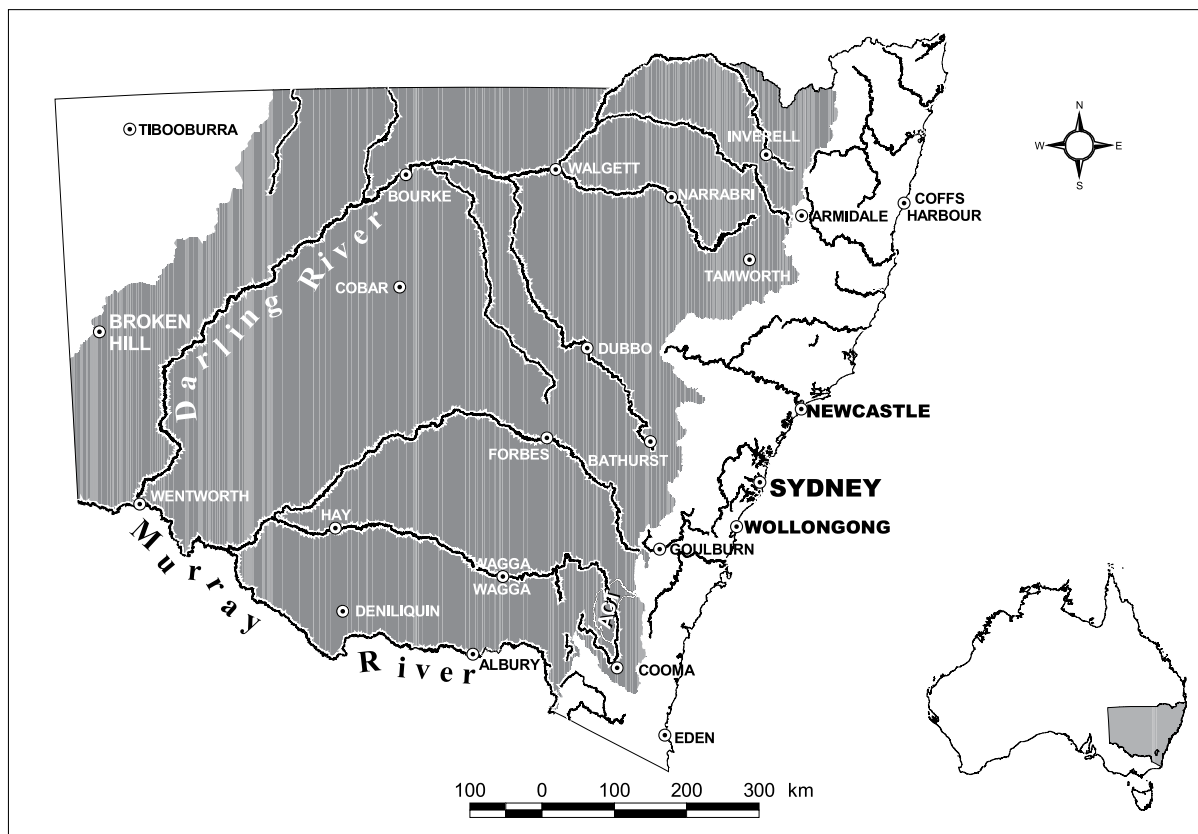 TIBOOBURRA
N
W
E
S
INVERELL
WALGETT
BOURKE
NARRABRI
COFFS
HARBOUR
ARMIDALE
Darling River
TAMWORTH
COBAR
BROKEN
HILL
DUBBO
NEWCASTLE
FORBES
BATHURST
SYDNEY
WENTWORTH
HAY
WOLLONGONG
GOULBURN
Murray
WAGGA
WAGGA
ACT
DENILIQUIN
River
ALBURY
COOMA
EDEN
100 0 100 200 300 km